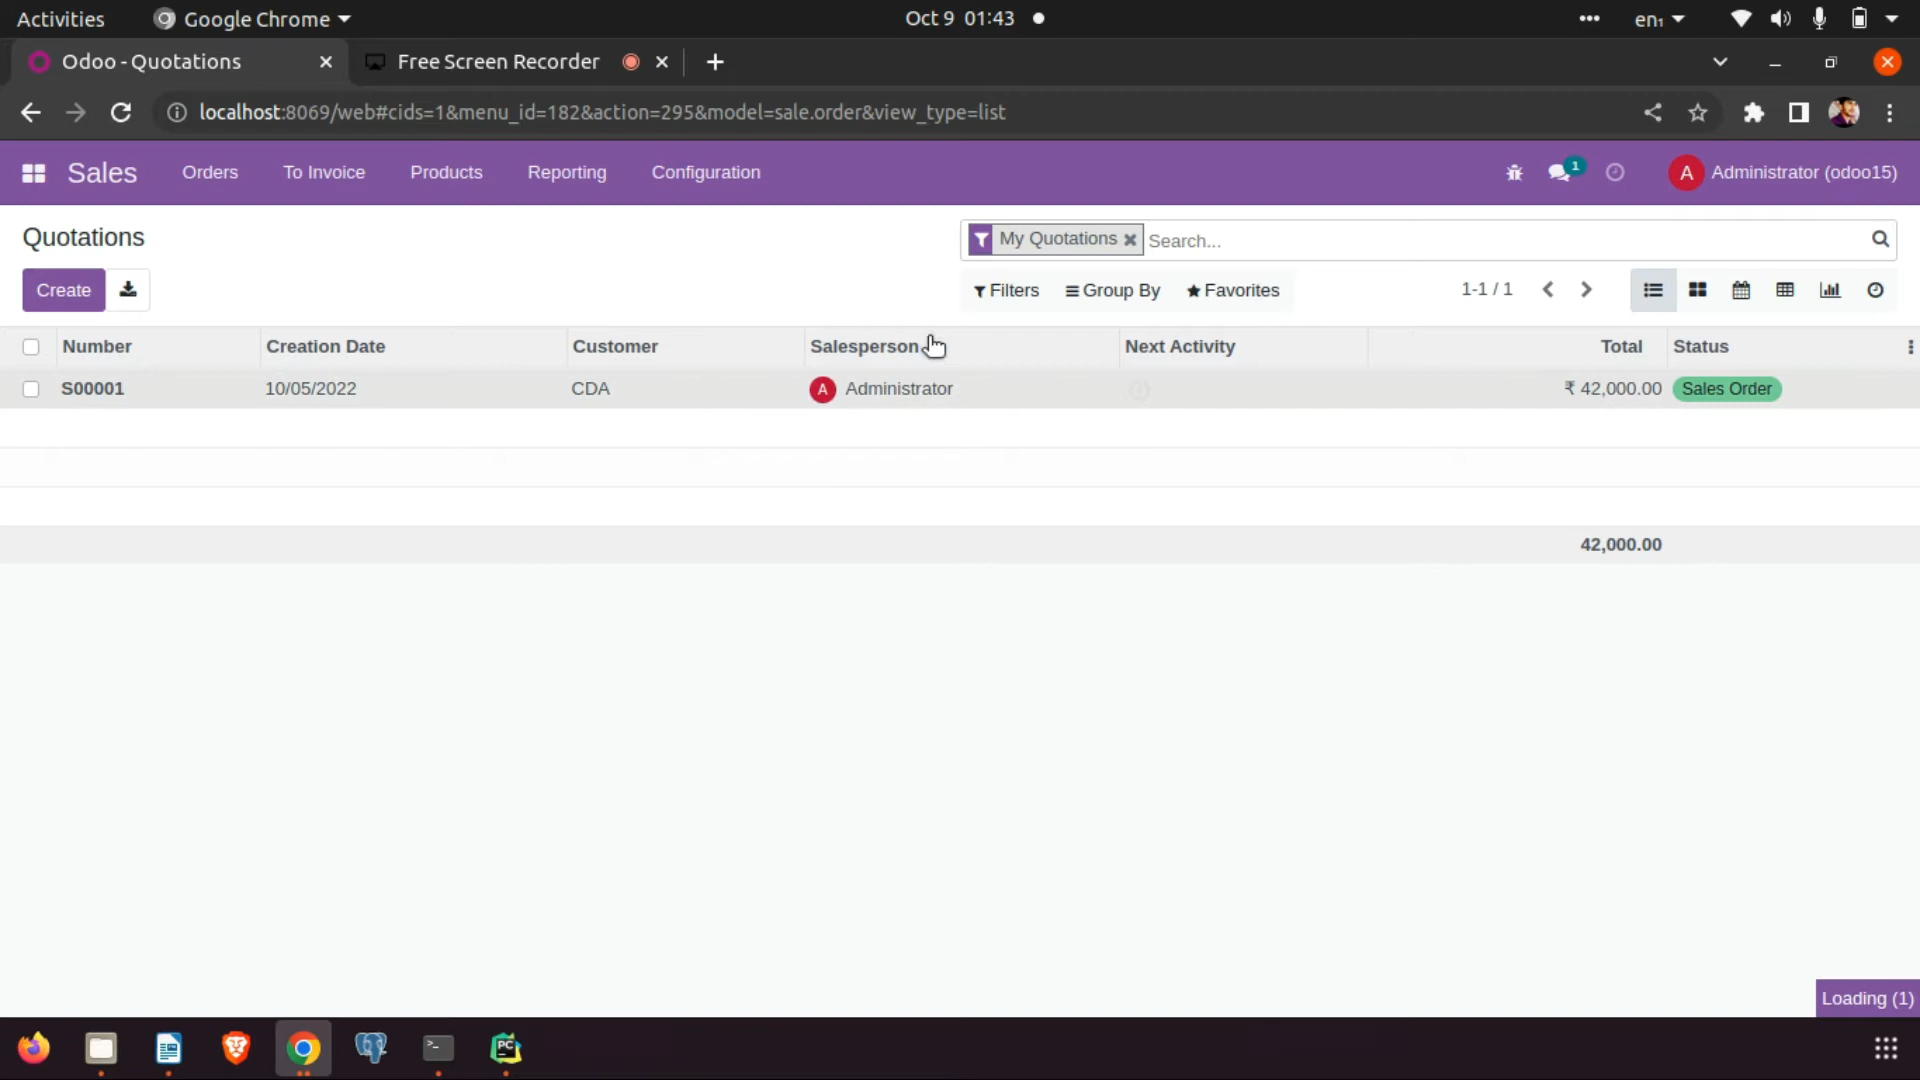 Activities Google Chrome Oct 9 01:43 en₁
Odoo - Quotations Free Screen Recorder
localhost:8069/web#cids=1&menu_id=182&action=295&model=sale.order&view_type=list
Sales Orders To Invoice Products Reporting Configuration 1 A Administrator (odoo15)
Quotations My Quotations Search...
Create Filters Group By Favorites 1-1 / 1
Number Creation Date Customer Salesperson Next Activity Total Status
S00001 10/05/2022 CDA A Administrator ₹ 42,000.00 Sales Order
42,000.00
Loading (1)
PC